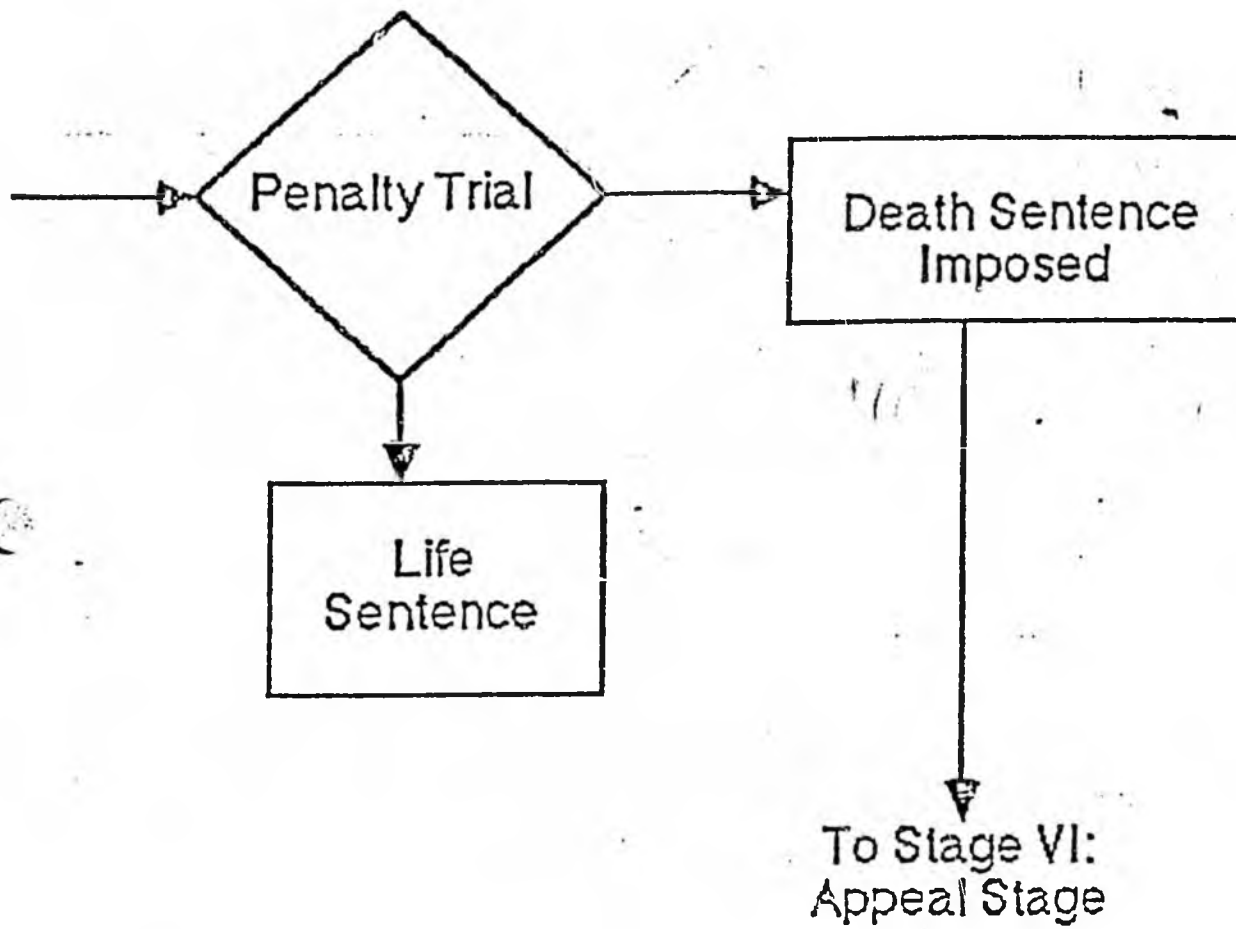 Penalty Trial
Death Sentence
Imposed
Life
Sentence
To Stage VI:
Appeal Stage